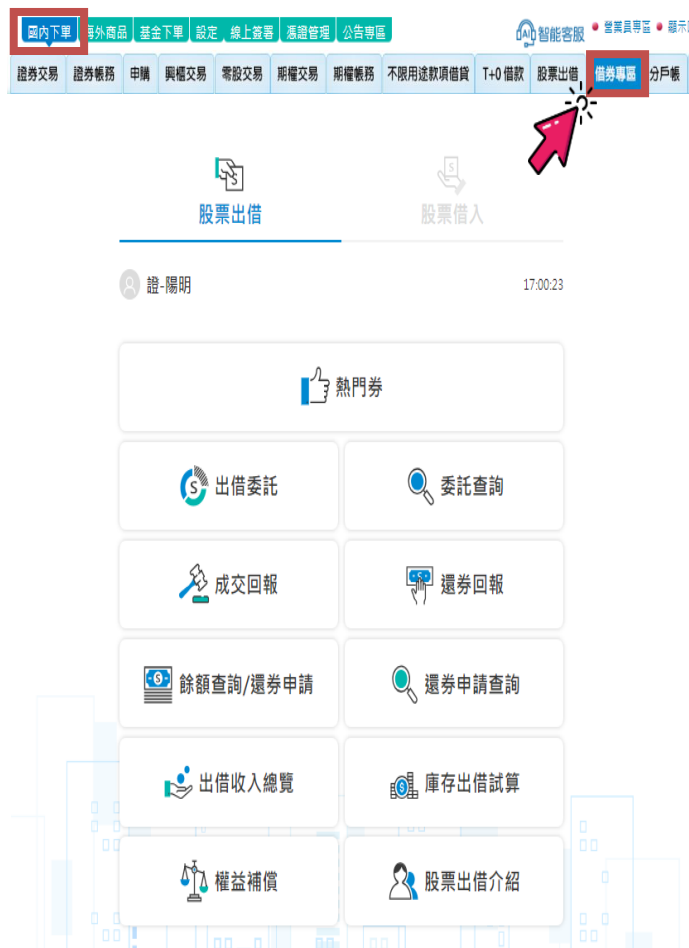 國內下單 海外商品 基金下單 設定 線上簽署 憑證管理 公告專區 AI 智能客服 營業員專區 顯示
證券交易 證券帳務 申購 興櫃交易 零股交易 期權交易 期權帳務 不限用途款項借貸 T+0 借款 股票出借 借券專區 分戶帳
股票出借 股票借入
證-陽明 17:00:23
熱門券
出借委託 委託查詢
成交回報 還券回報
餘額查詢/還券申請 還券申請查詢
出借收入總覽 庫存出借試算
權益補償 股票出借介紹